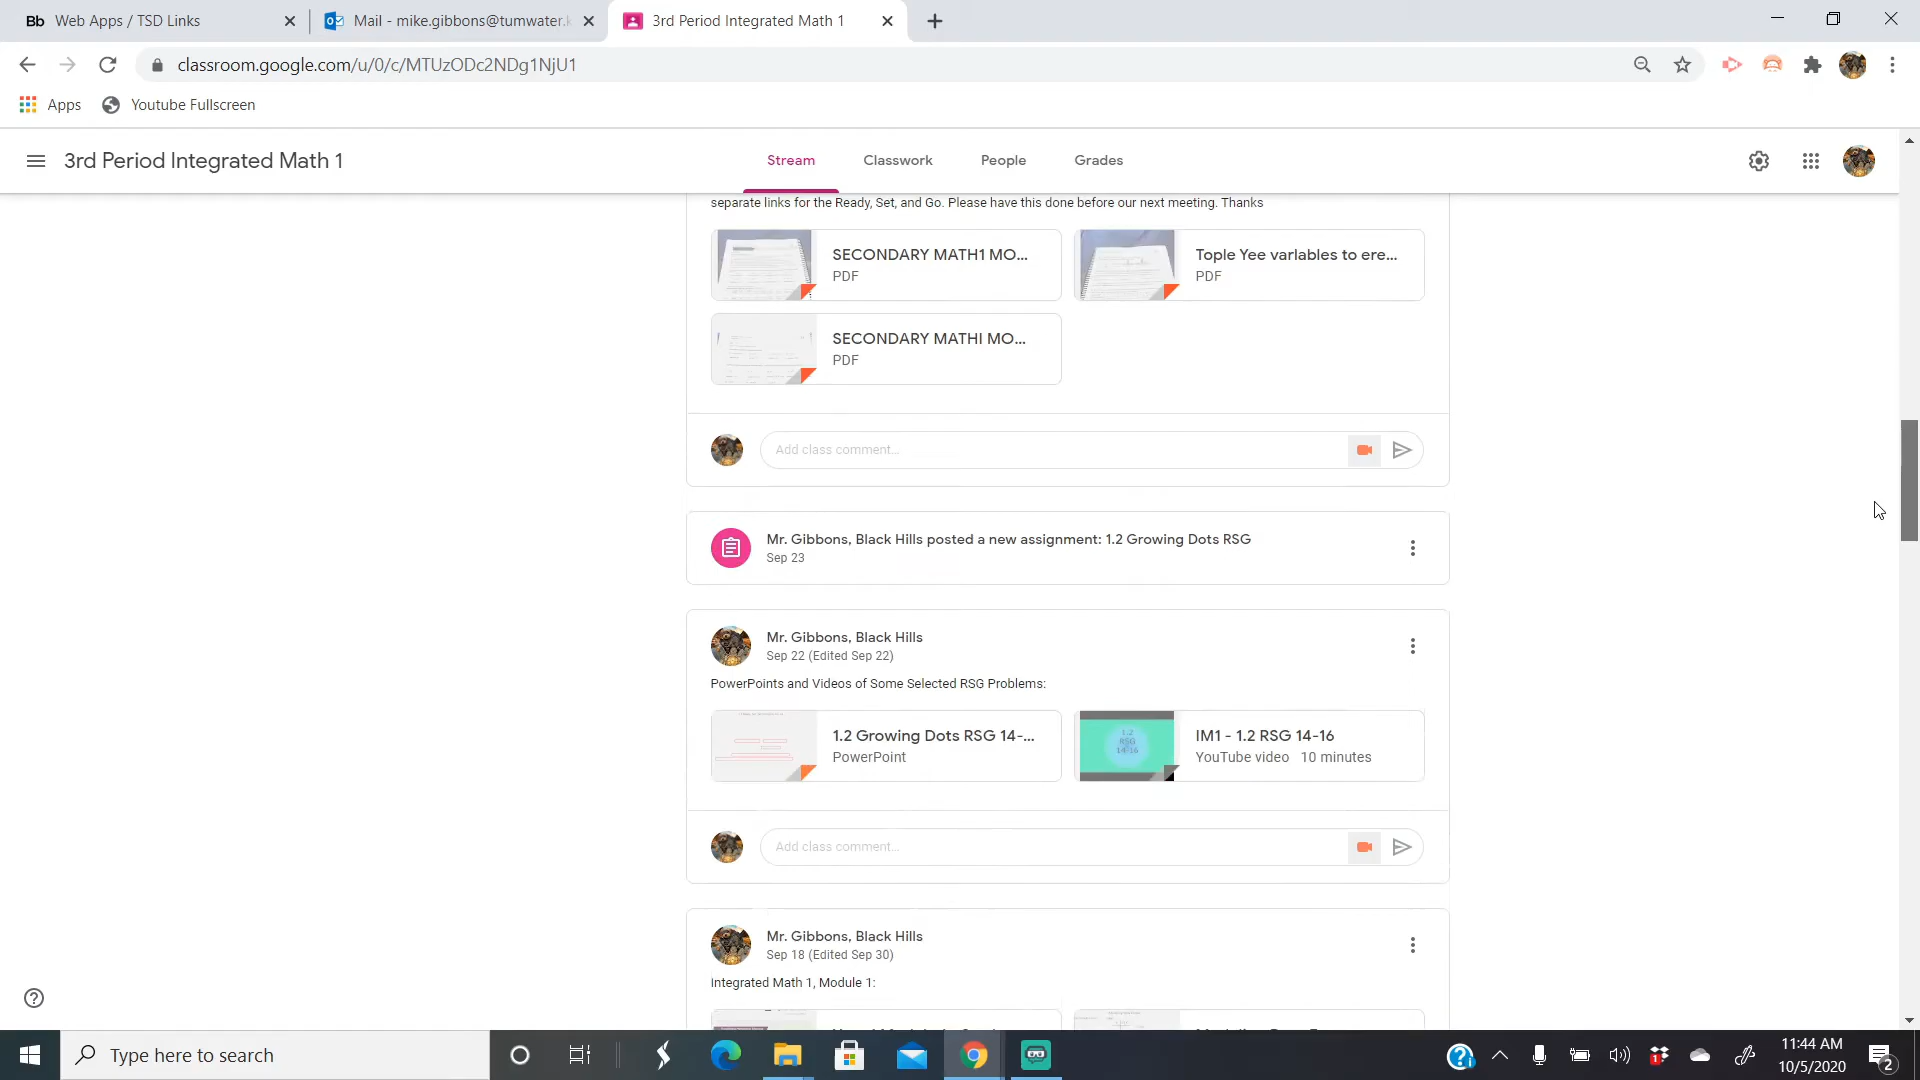 Bb Web Apps / TSD Links
Mail - mike.gibbons@tumwater.k
3rd Period Integrated Math 1
classroom.google.com/u/0/c/MTUzODc2NDg1NjU1
Apps
Youtube Fullscreen
3rd Period Integrated Math 1
Stream
Classwork
People
Grades
separate links for the Ready, Set, and Go. Please have this done before our next meeting. Thanks
SECONDARY MATH1 MO...
PDF
Tople Yee varlables to ere...
PDF
SECONDARY MATHI MO...
PDF
Add class comment...
Mr. Gibbons, Black Hills posted a new assignment: 1.2 Growing Dots RSG
Sep 23
Mr. Gibbons, Black Hills
Sep 22 (Edited Sep 22)
PowerPoints and Videos of Some Selected RSG Problems:
1.2 Growing Dots RSG 14-...
PowerPoint
1.2
RSG
14-16
IM1 - 1.2 RSG 14-16
YouTube video 10 minutes
Add class comment...
Mr. Gibbons, Black Hills
Sep 18 (Edited Sep 30)
Integrated Math 1, Module 1:
Type here to search
1
11:44 AM
10/5/2020
2